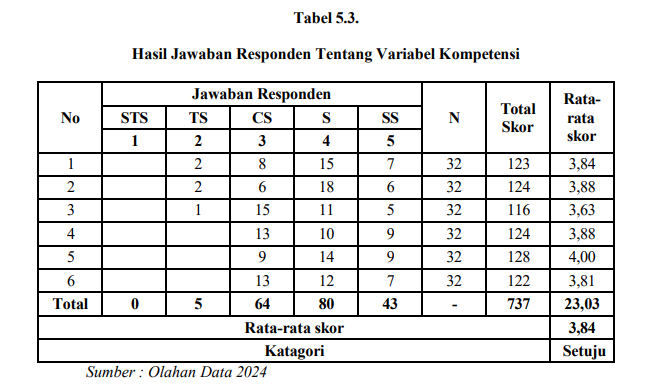 Tabel 5.3.
Hasil Jawaban Responden Tentang Variabel Kompetensi
No Jawaban Responden N Total Skor Rata-rata skor
STS TS CS S SS
1 2 3 4 5
1 2 8 15 7 32 123 3,84
2 2 6 18 6 32 124 3,88
3 1 15 11 5 32 116 3,63
4 13 10 9 32 124 3,88
5 9 14 9 32 128 4,00
6 13 12 7 32 122 3,81
Total 0 5 64 80 43 - 737 23,03
Rata-rata skor 3,84
Katagori Setuju
Sumber : Olahan Data 2024